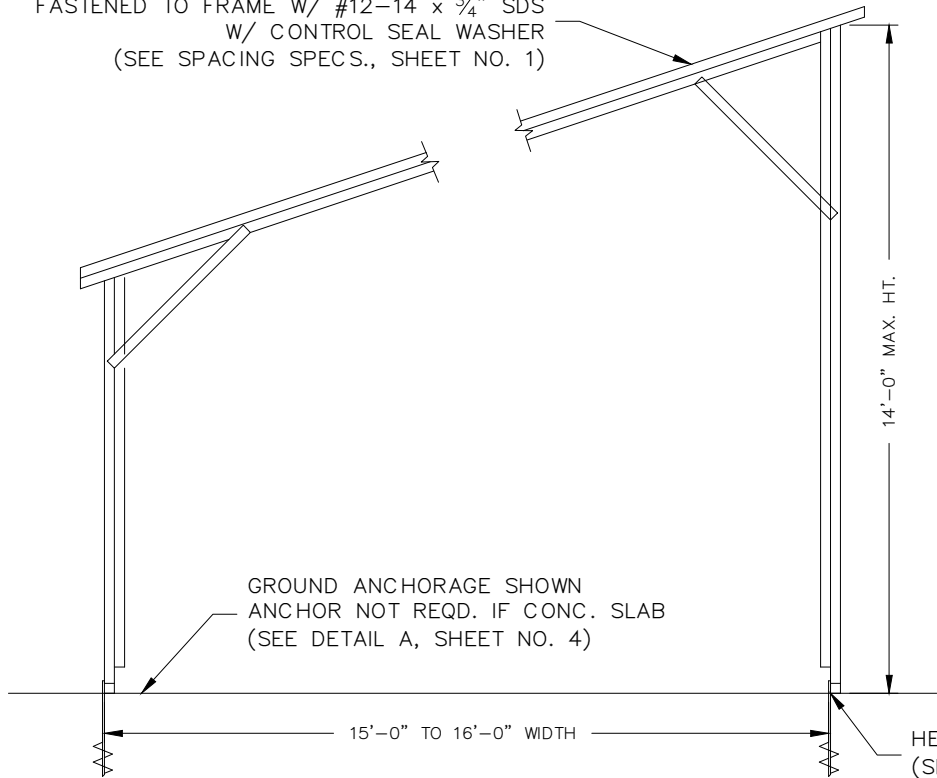 FASTENED TO FRAME W/ #12-14 x ¾" SDS
W/ CONTROL SEAL WASHER
(SEE SPACING SPECS., SHEET NO. 1)
14'-0" MAX. HT.
GROUND ANCHORAGE SHOWN
ANCHOR NOT REQD. IF CONC. SLAB
(SEE DETAIL A, SHEET NO. 4)
15'-0" TO 16'-0" WIDTH